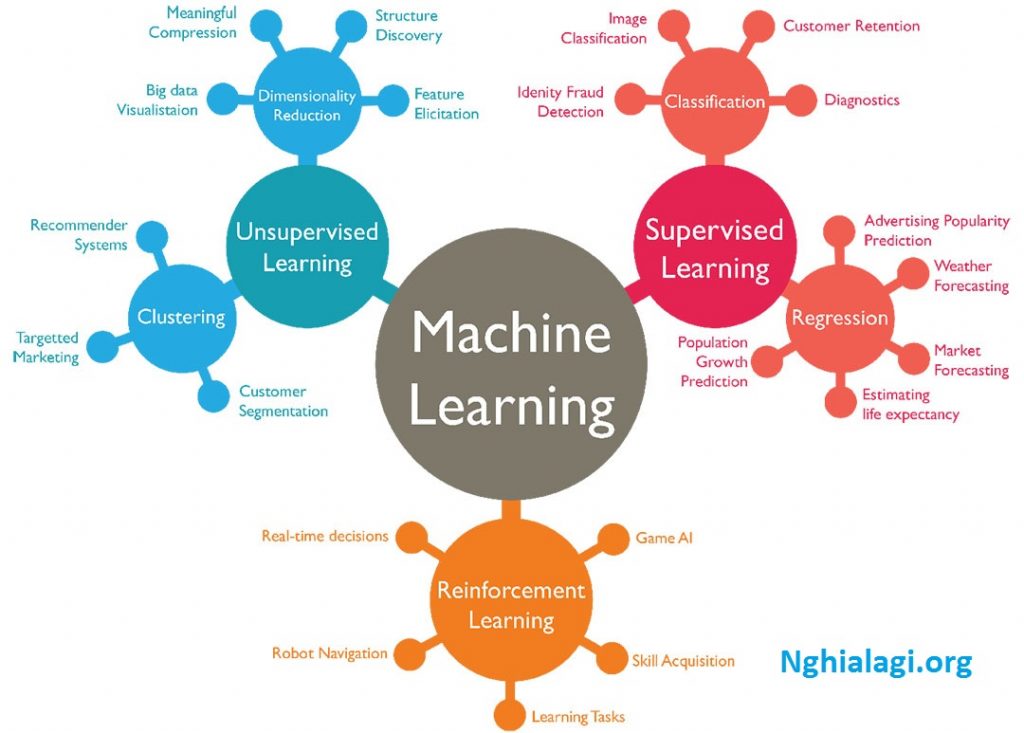 Meaningful
Compression
Structure
Discovery
Big data
Visualistaion
Dimensionality
Reduction
Feature
Elicitation
Image
Classification
Customer Retention
Idenity Fraud
Detection
Classification
Diagnostics
Unsupervised
Learning
Supervised
Learning
Recommender
Systems
Clustering
Targetted
Marketing
Customer
Segmentation
Machine
Learning
Advertising Popularity
Prediction
Weather
Forecasting
Regression
Population
Growth
Prediction
Market
Forecasting
Estimating
life expectancy
Real-time decisions
Game AI
Reinforcement
Learning
Robot Navigation
Skill Acquisition
Learning Tasks
Nghialagi.org